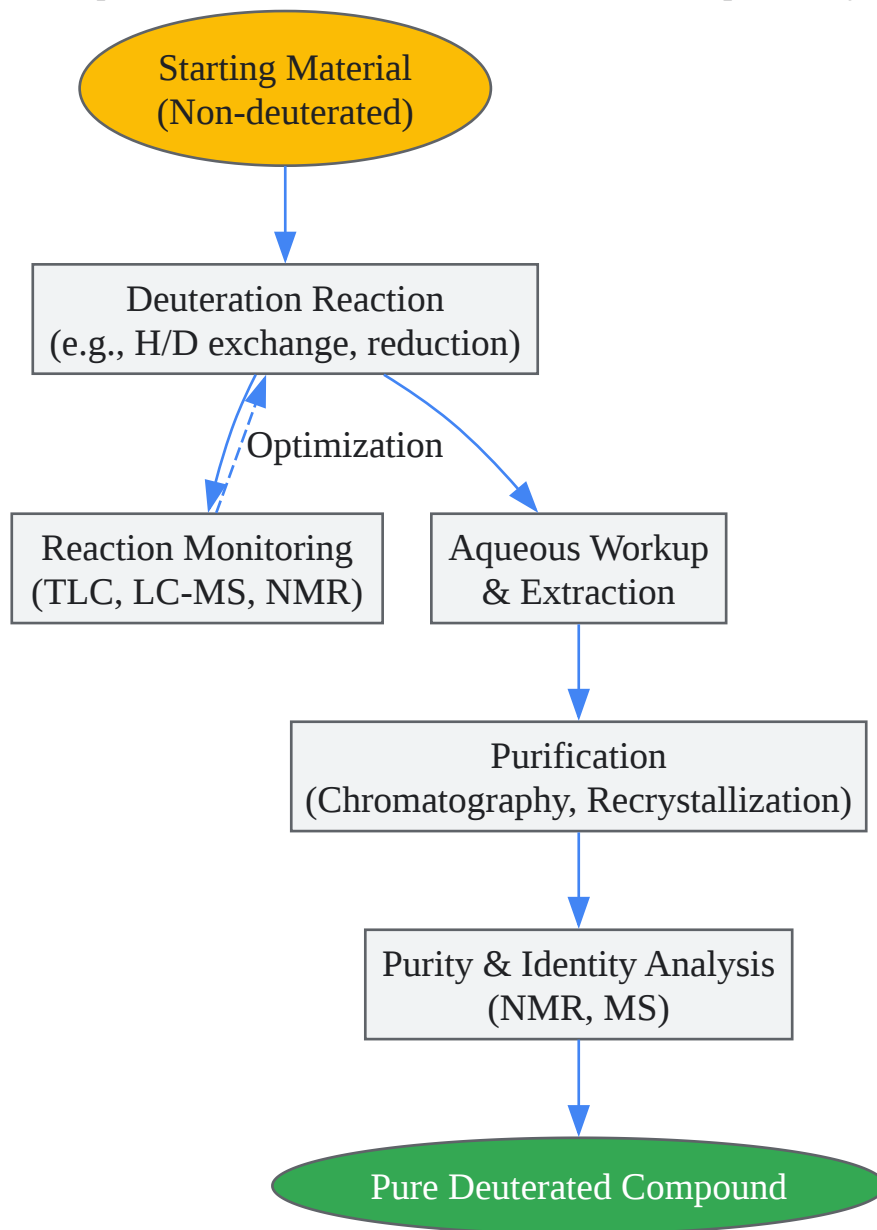 Starting Material
(Non-deuterated)
Deuteration Reaction
(e.g., H/D exchange, reduction)
Optimization
Reaction Monitoring
(TLC, LC-MS, NMR)
Aqueous Workup
& Extraction
Purification
(Chromatography, Recrystallization)
Purity & Identity Analysis
(NMR, MS)
Pure Deuterated Compound